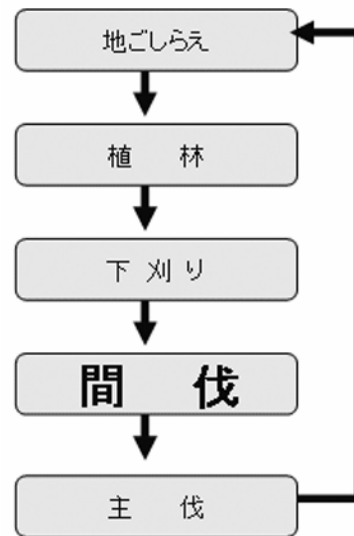 地ごしらえ
植　林
下刈り
間　伐
主　伐